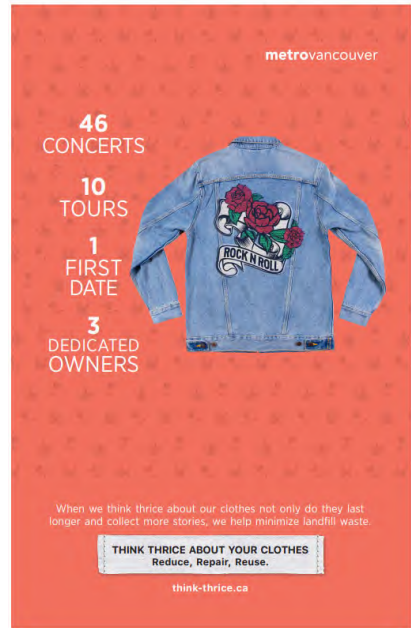 metrovancouver
46
CONCERTS
10
TOURS
1
FIRST
DATE
3
DEDICATED
OWNERS
ROCK N ROLL
When we think thrice about our clothes not only do they last
longer and collect more stories, we help minimize landfill waste.
THINK THRICE ABOUT YOUR CLOTHES
Reduce, Repair, Reuse.
think-thrice.ca